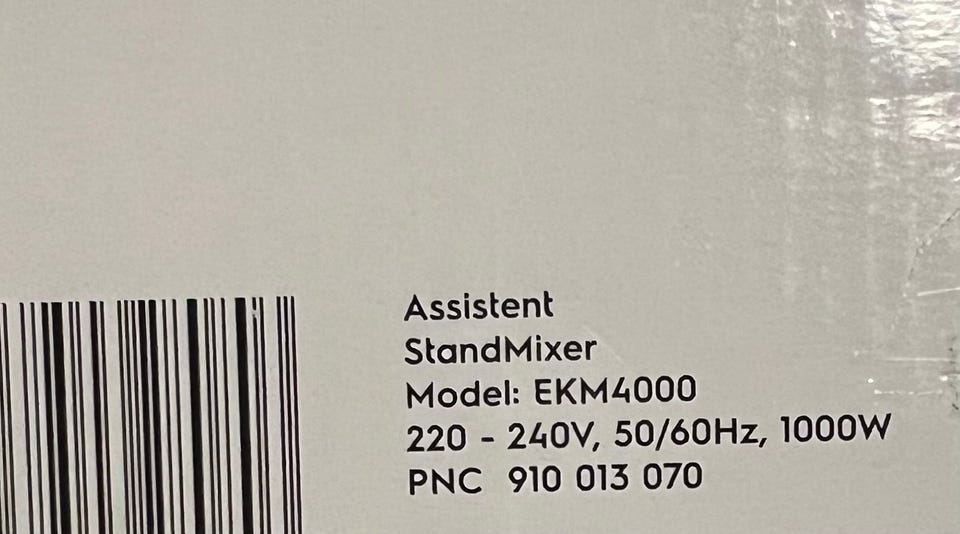 Assistent
StandMixer
Model: EKM4000
220 - 240V, 50/60Hz, 1000W
PNC 910 013 070